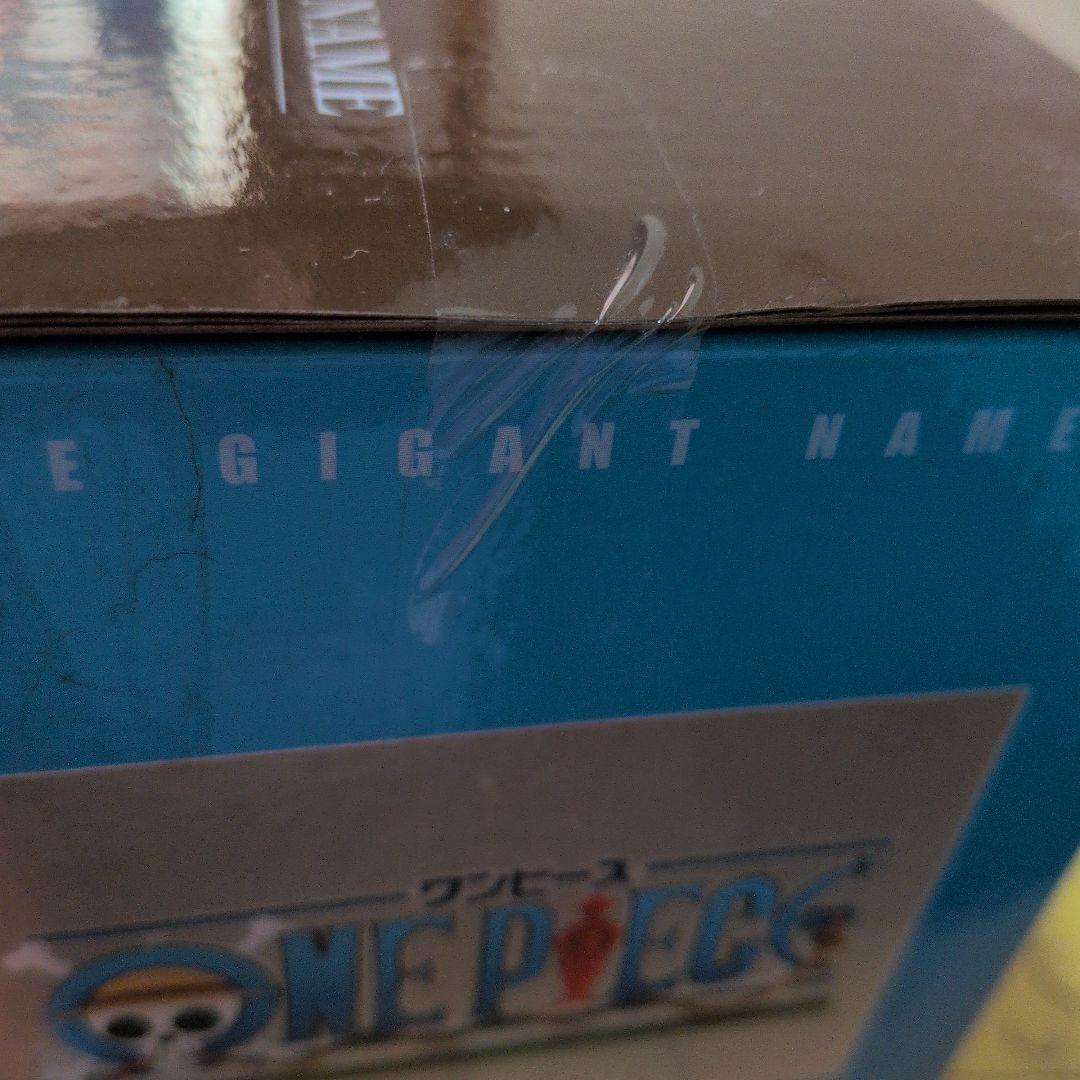 NAME
E GIGANT NAME
ワンピース
ONE PIECE